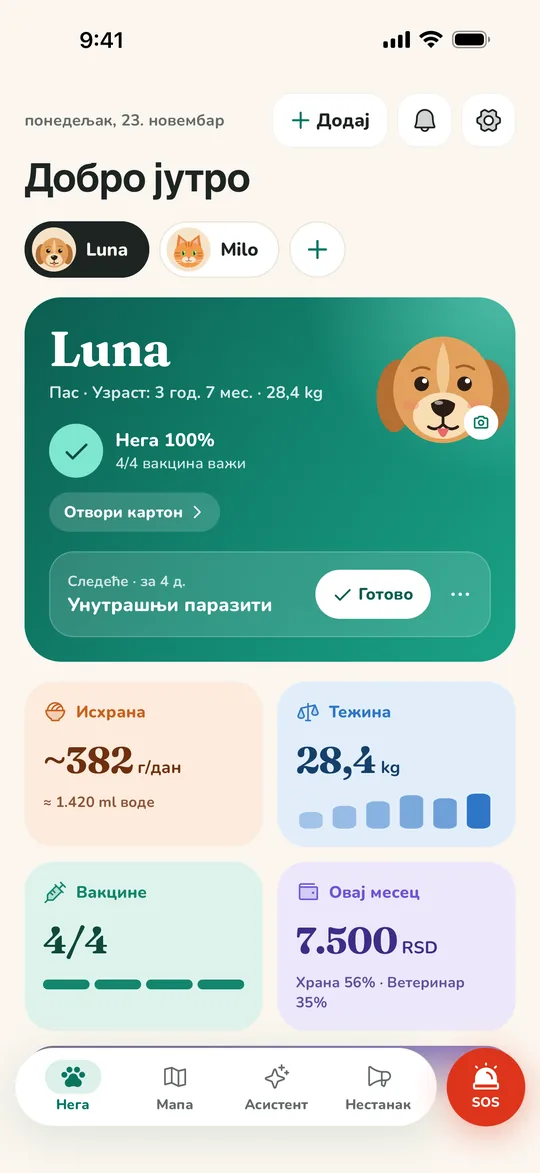 9:41
понедељак, 23. новембар
Додај
Добро јутро
Luna
Milo
Luna
Пас · Узраст: 3 год. 7 мес. · 28,4 kg
Нега 100%
4/4 вакцина важи
Отвори картон
Следеће · за 4 д.
Унутрашњи паразити
Готово
Исхрана
~382 г/дан
≈ 1.420 ml воде
Тежина
28,4 kg
Вакцине
4/4
Овај месец
7.500 RSD
Храна 56% · Ветеринар
35%
Нега
Мапа
Асистент
Нестанак
SOS